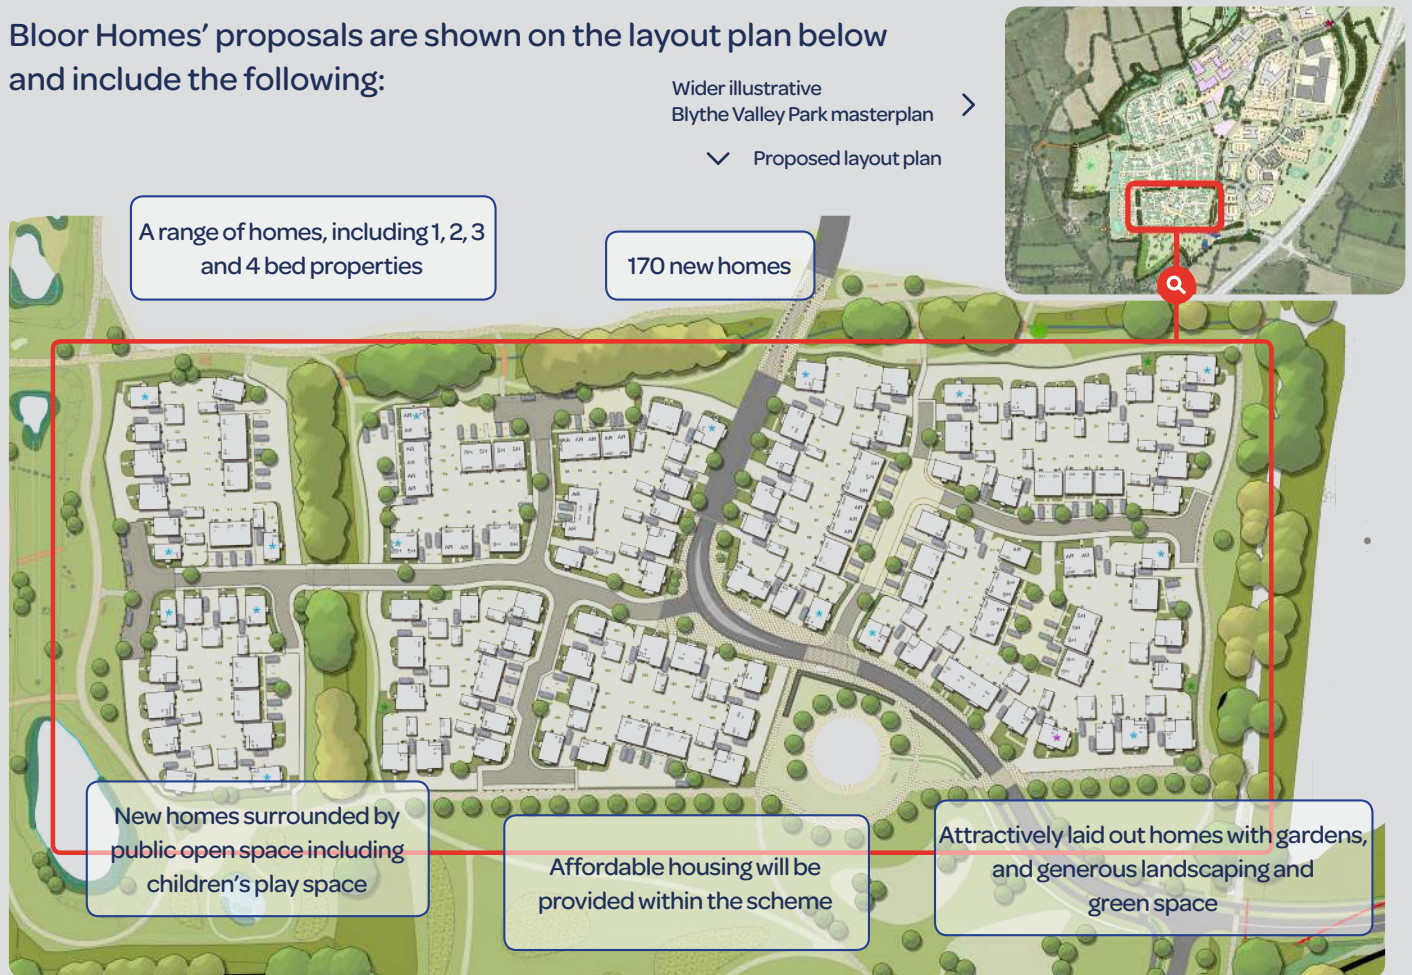 Bloor Homes’ proposals are shown on the layout plan below
and include the following:
Wider illustrative
Blythe Valley Park masterplan
Proposed layout plan
A range of homes, including 1, 2, 3
and 4 bed properties
170 new homes
New homes surrounded by
public open space including
children’s play space
Affordable housing will be
provided within the scheme
Attractively laid out homes with gardens,
and generous landscaping and
green space